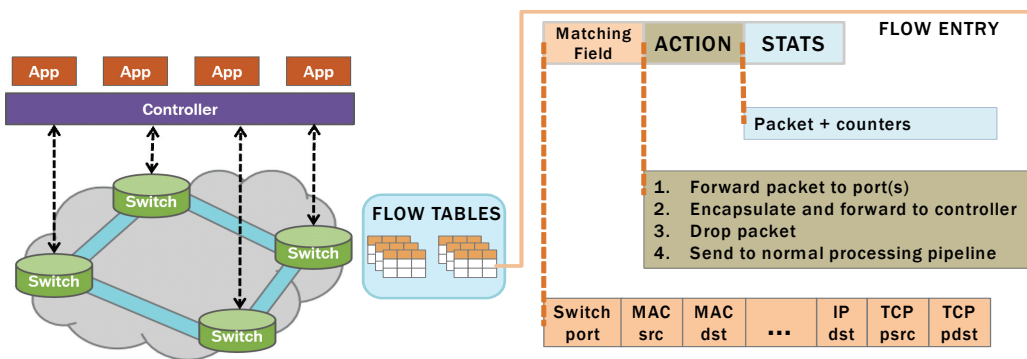 App
App
App
App
Controller
Switch
Switch
Switch
Switch
FLOW TABLES
Matching
Field
ACTION
STATS
FLOW ENTRY
Packet + counters
1. Forward packet to port(s)
2. Encapsulate and forward to controller
3. Drop packet
4. Send to normal processing pipeline
Switch
port
MAC
src
MAC
dst
...
IP
dst
TCP
psrc
TCP
pdst